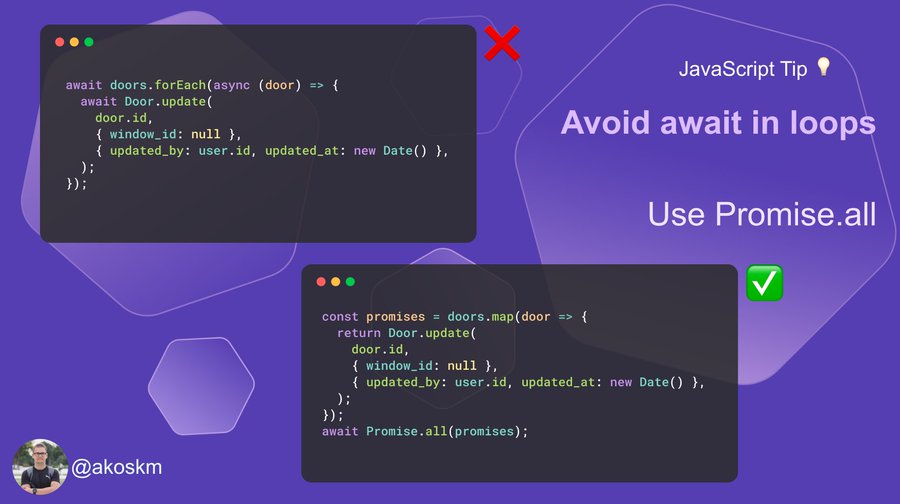 await doors.forEach(async (door) => {
  await Door.update(
    door.id,
    { window_id: null },
    { updated_by: user.id, updated_at: new Date() },
  );
});
JavaScript Tip
Avoid await in loops
Use Promise.all
const promises = doors.map(door => {
  return Door.update(
    door.id,
    { window_id: null },
    { updated_by: user.id, updated_at: new Date() },
  );
});
await Promise.all(promises);
@akoskm